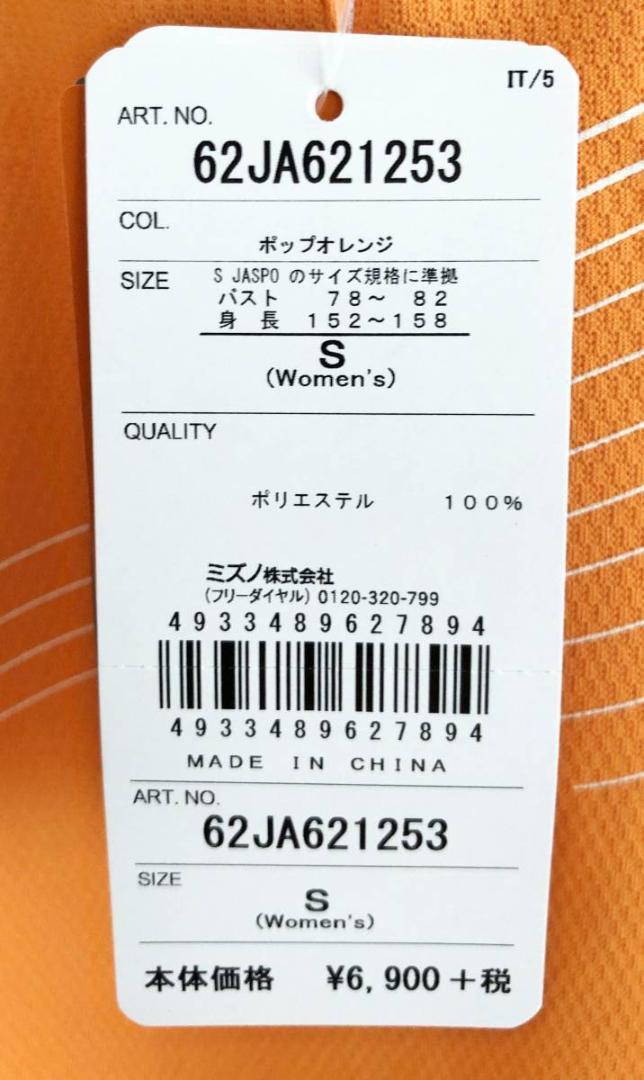 IT/5
ART. NO.
62JA621253
COL.
ポップオレンジ
SIZE
S JASPO のサイズ規格に準拠
バスト 78～ 82
身 長 152～158
S
(Women's)
QUALITY
ポリエステル 100%
ミズノ株式会社
(フリーダイヤル) 0120-320-799
4933489627894
4933489627894
MADE IN CHINA
ART. NO.
62JA621253
SIZE
S
(Women's)
本体価格 ¥6,900+税